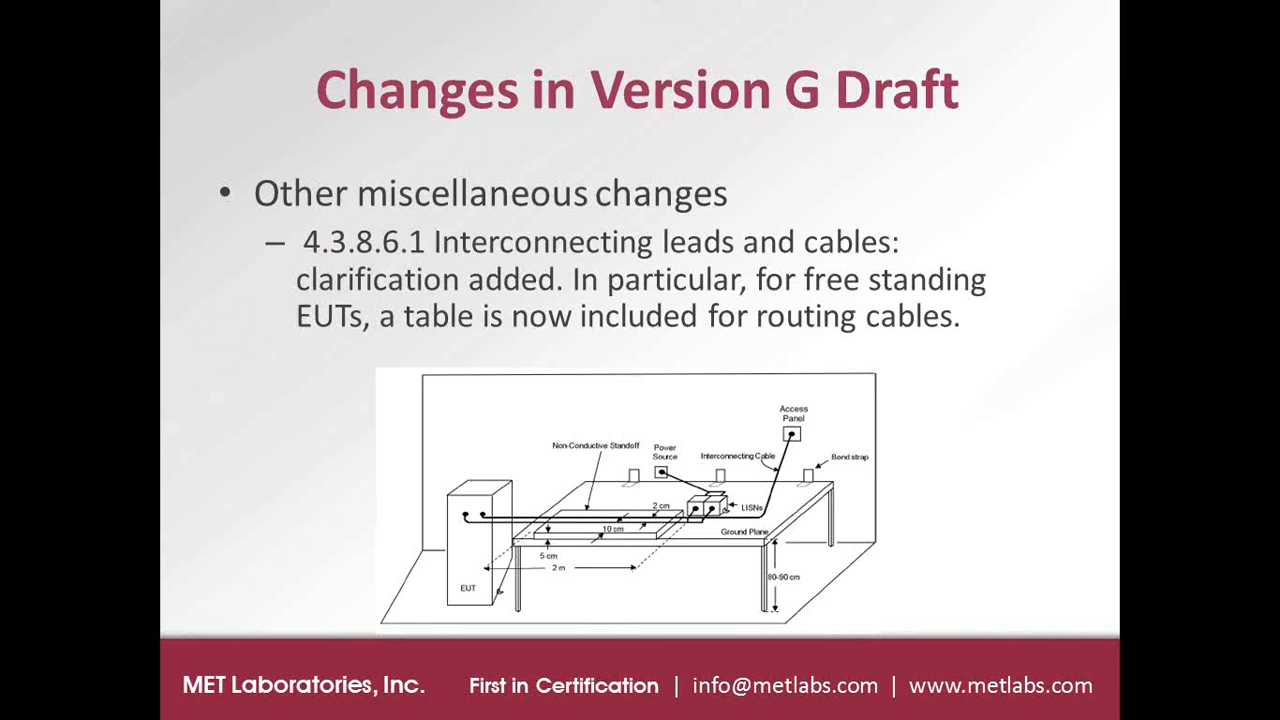 Changes in Version G Draft
• Other miscellaneous changes
– 4.3.8.6.1 Interconnecting leads and cables:
clarification added. In particular, for free standing
EUTs, a table is now included for routing cables.
Access
Panel
Non-Conductive Standoff
Power
Source
Interconnecting Cable
Bond strap
2 cm
LISNs
10 cm
Ground Plane
5 cm
2 m
80-90 cm
EUT
MET Laboratories, Inc. First in Certification | info@metlabs.com | www.metlabs.com